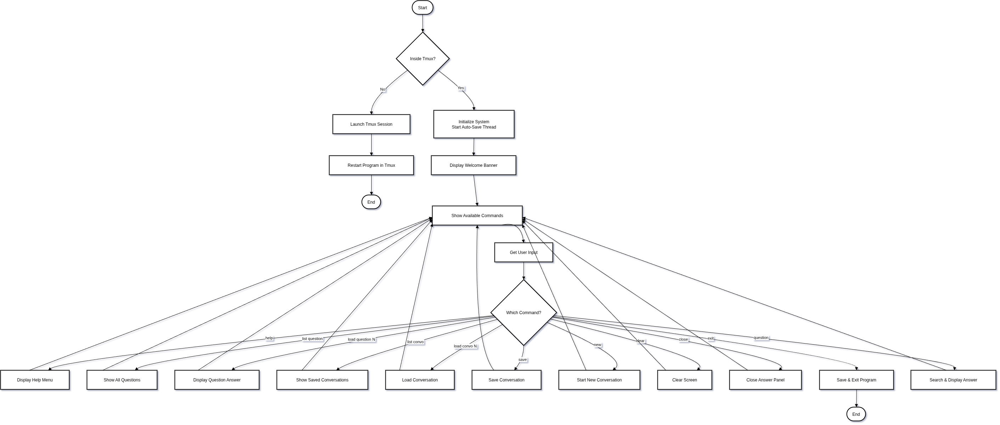 Start
Inside Tmux?
No
Yes
Launch Tmux Session
Initialize System
Start Auto-Save Thread
Restart Program in Tmux
Display Welcome Banner
End
Show Available Commands
Get User Input
Which Command?
help
list question
load question N
list convo
load convo N
save
new
clear
close
exit
question
Display Help Menu
Show All Questions
Display Question Answer
Show Saved Conversations
Load Conversation
Save Conversation
Start New Conversation
Clear Screen
Close Answer Panel
Save & Exit Program
Search & Display Answer
End